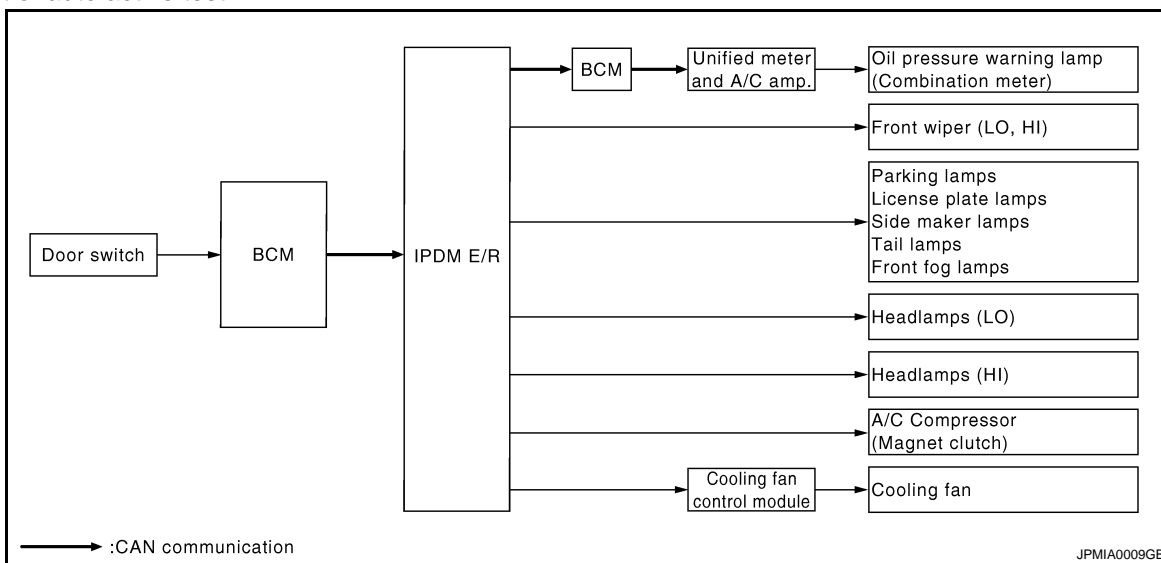 BCM
Unified meter
and A/C amp.
Oil pressure warning lamp
(Combination meter)
Front wiper (LO, HI)
Parking lamps
License plate lamps
Side maker lamps
Tail lamps
Front fog lamps
Door switch
BCM
IPDM E/R
Headlamps (LO)
Headlamps (HI)
A/C Compressor
(Magnet clutch)
Cooling fan
control module
Cooling fan
:CAN communication
JPMIA0009GE